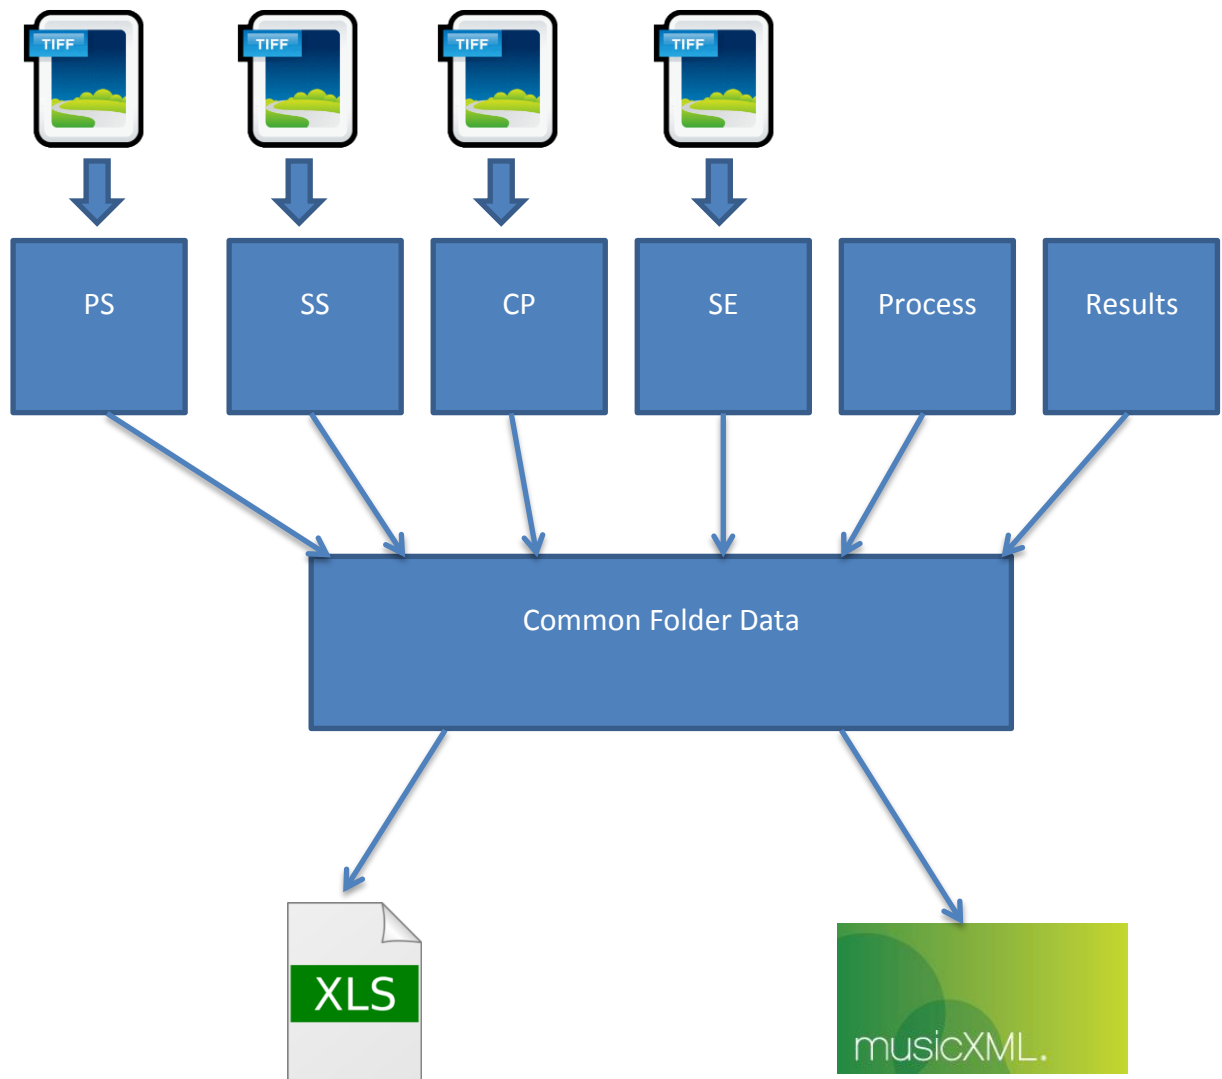 TIFF
TIFF
TIFF
TIFF
PS
SS
CP
SE
Process
Results
Common Folder Data
XLS
musicXML.